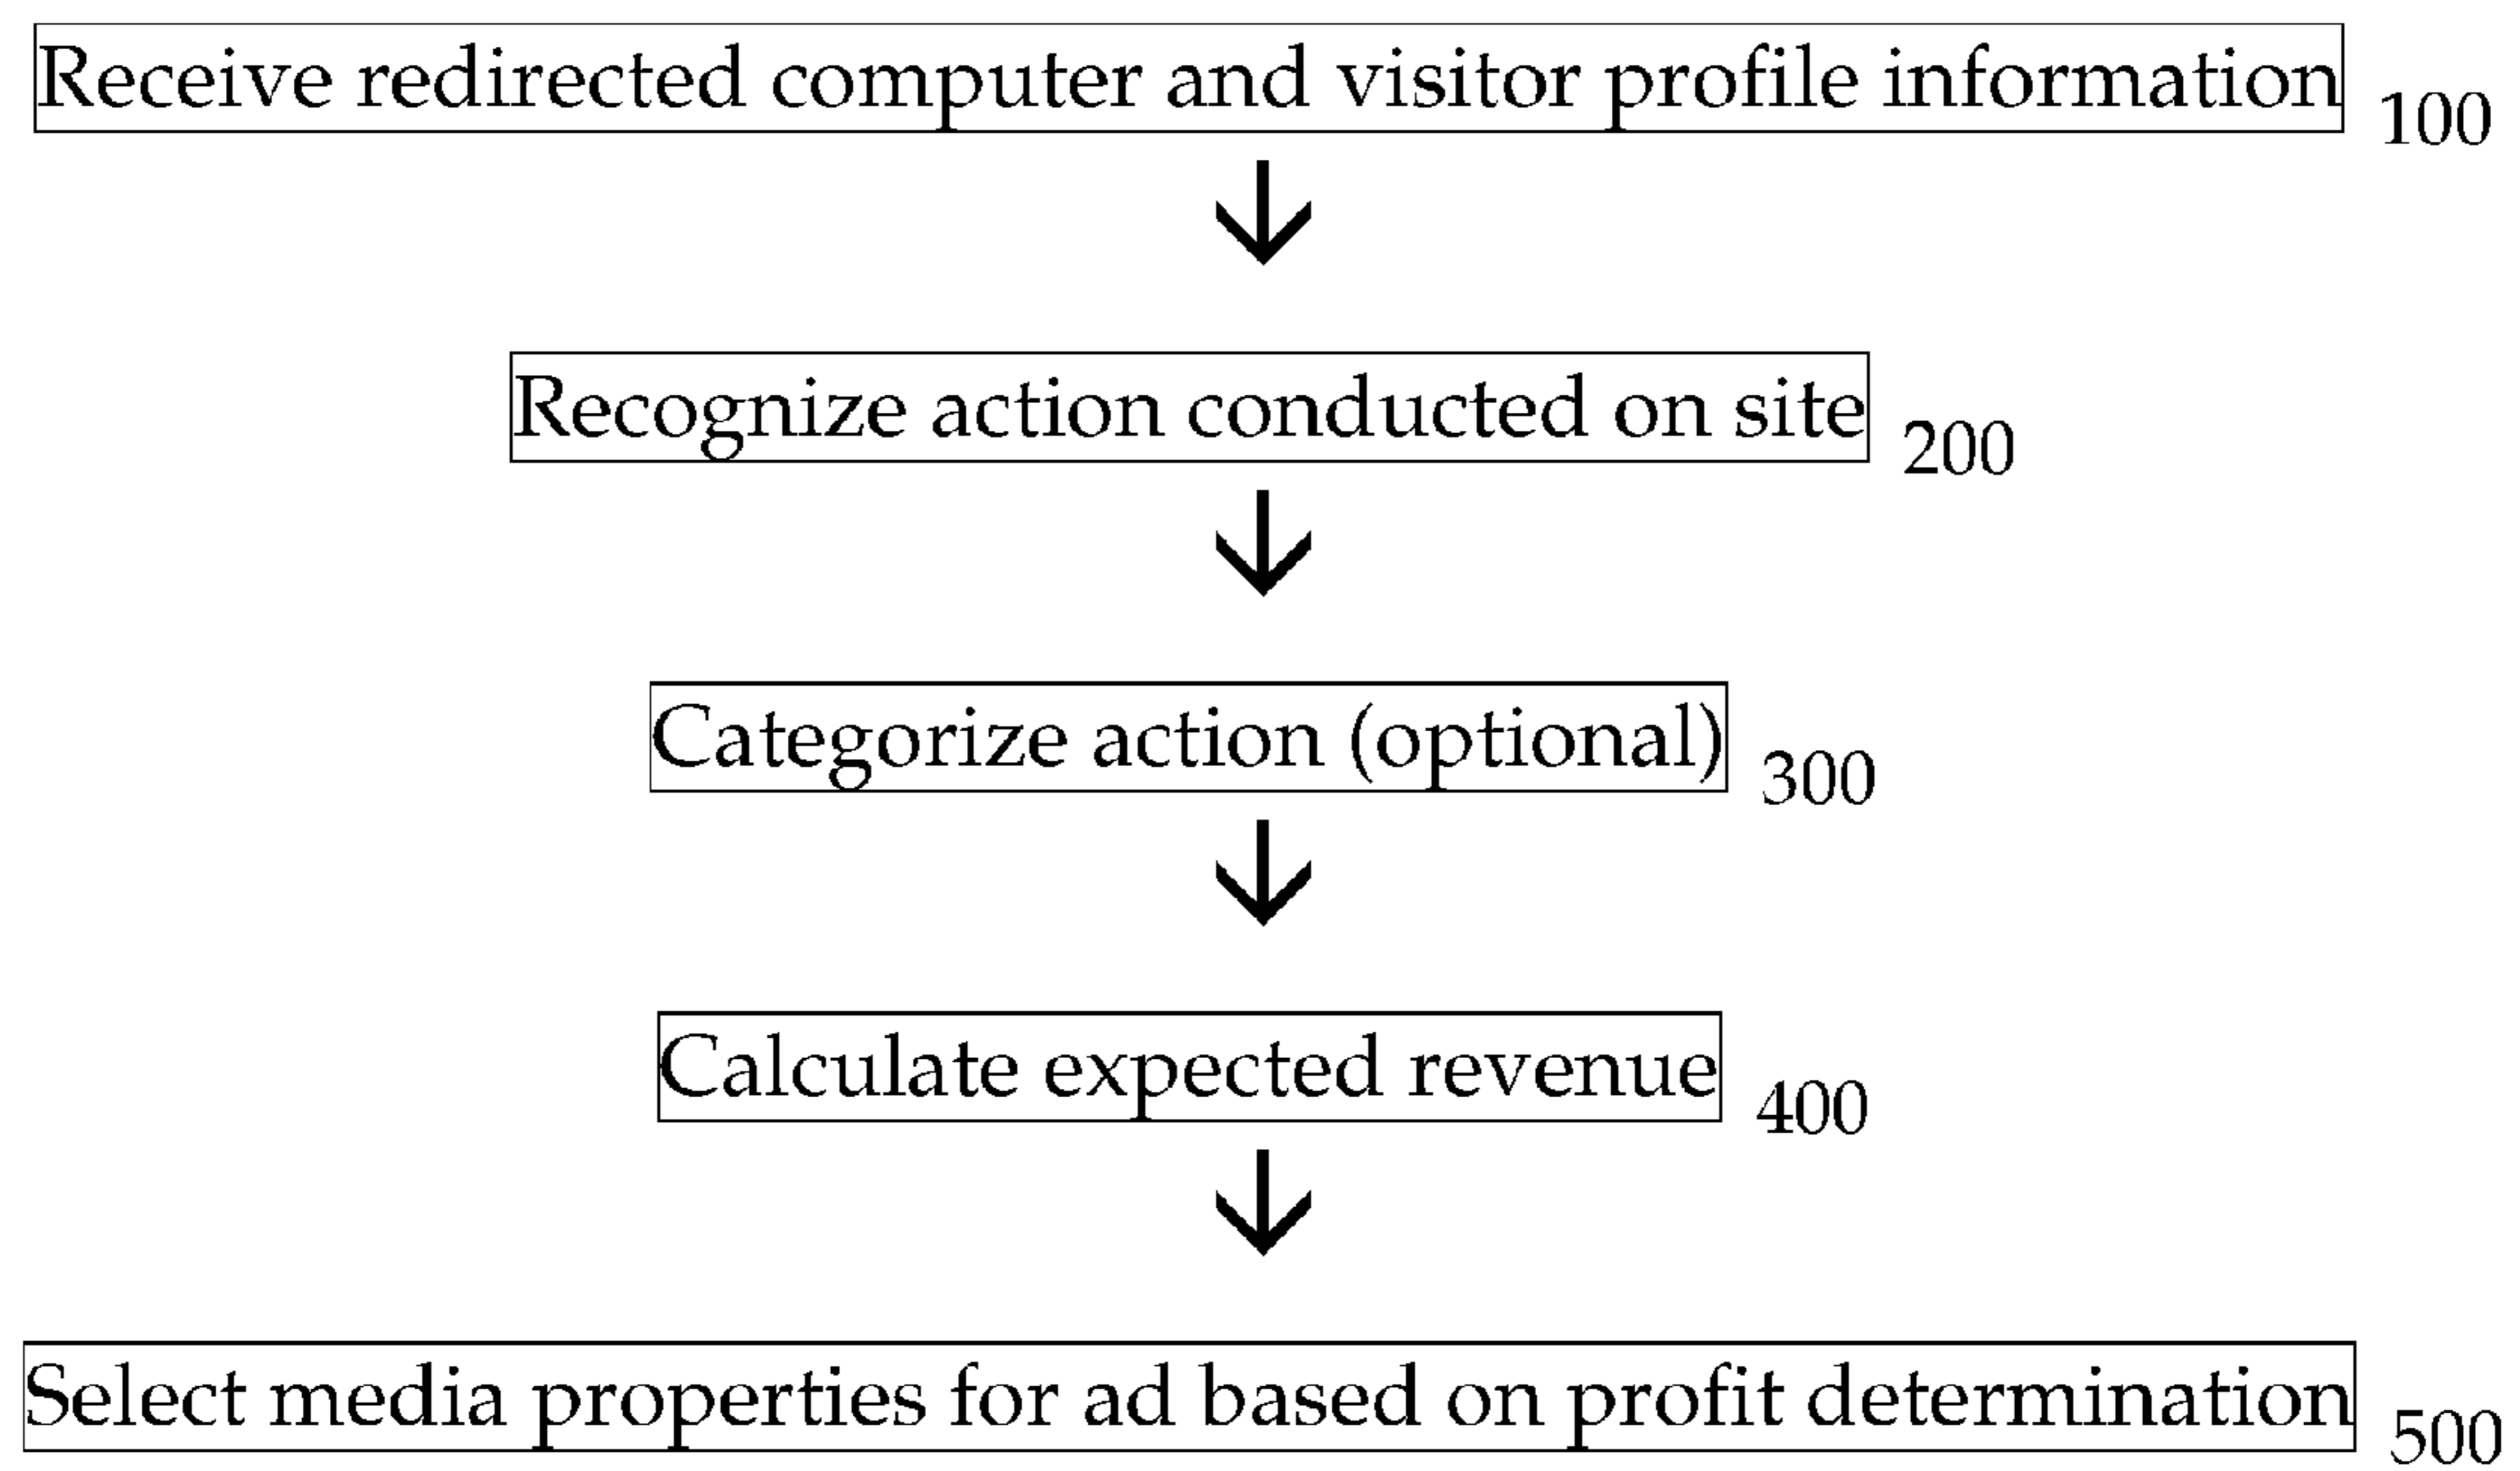 Receive redirected computer and visitor profile information 100
Recognize action conducted on site 200
Categorize action (optional) 300
Calculate expected revenue 400
Select media properties for ad based on profit determination 500